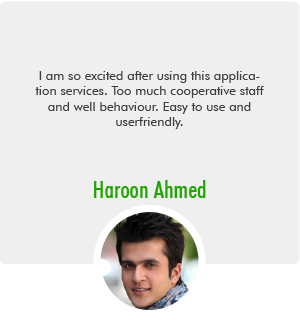 I am so excited after using this applica-
tion services. Too much cooperative staff
and well behaviour. Easy to use and
userfriendly.
Haroon Ahmed